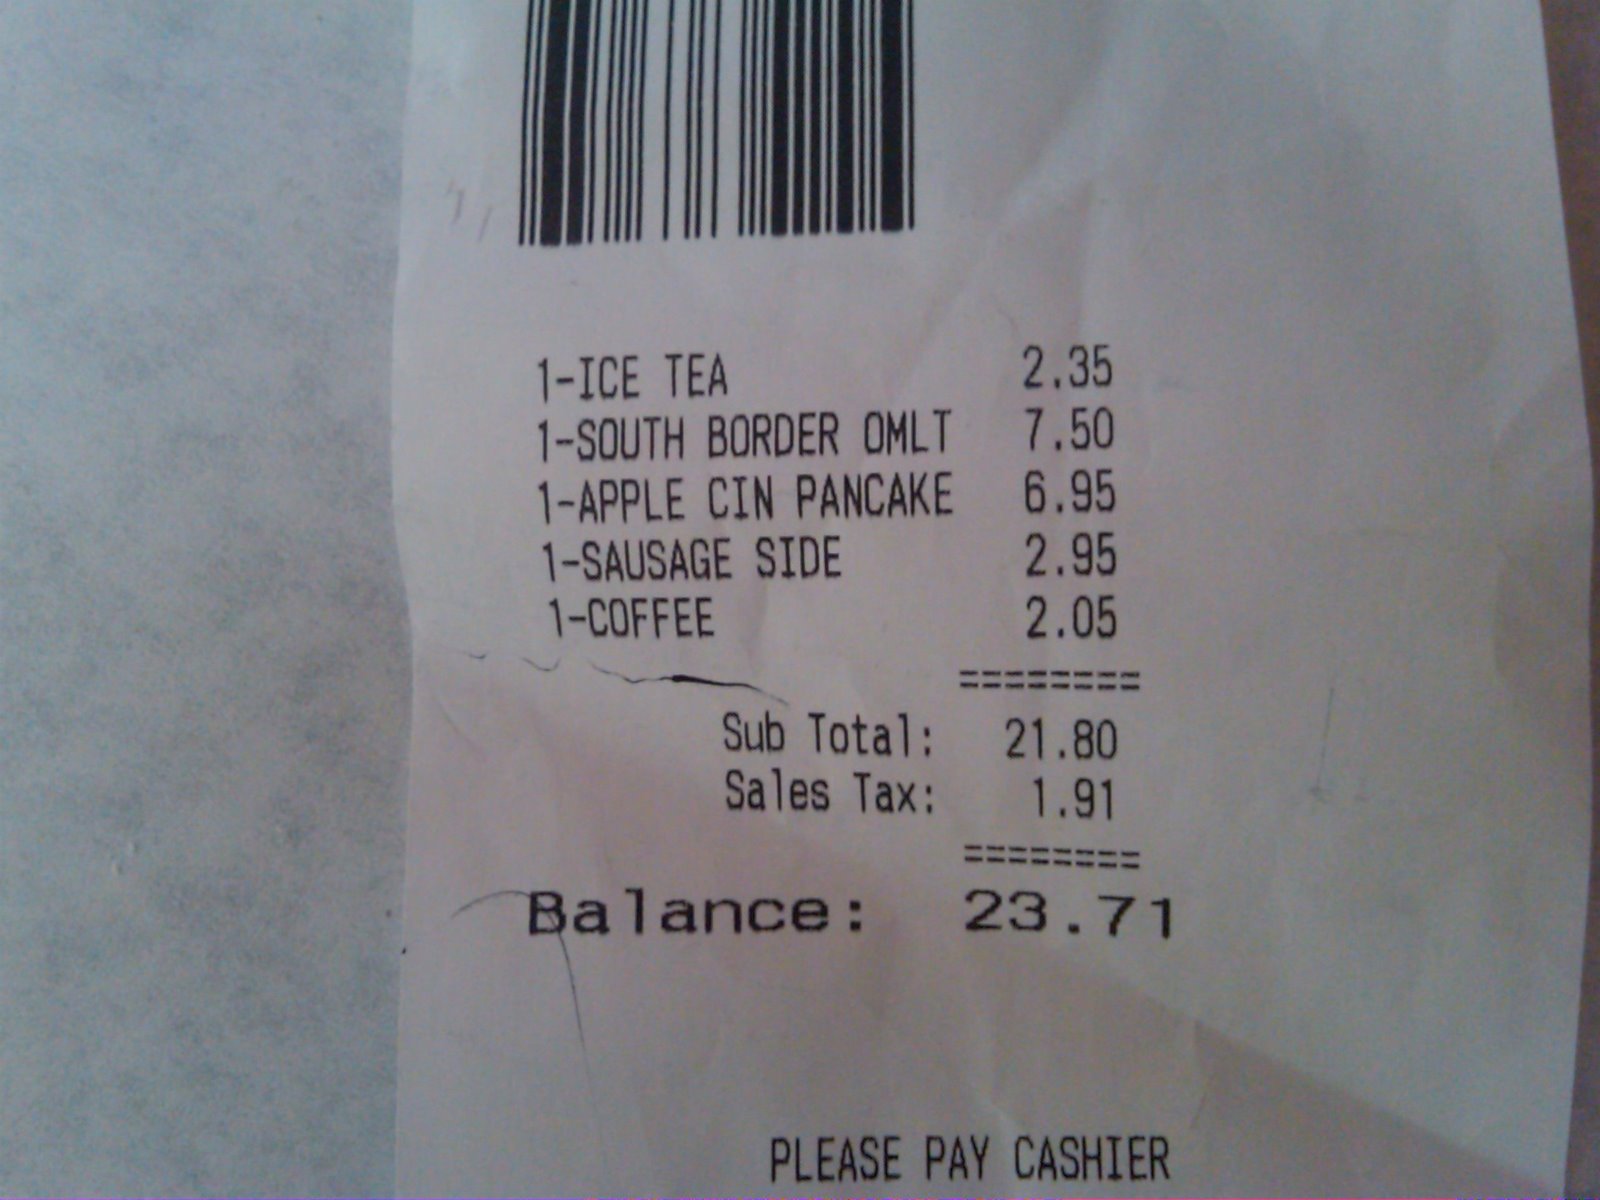 1-ICE TEA 2.35
1-SOUTH BORDER OMLT 7.50
1-APPLE CIN PANCAKE 6.95
1-SAUSAGE SIDE 2.95
1-COFFEE 2.05
========
Sub Total: 21.80
Sales Tax: 1.91
========
Balance: 23.71
PLEASE PAY CASHIER